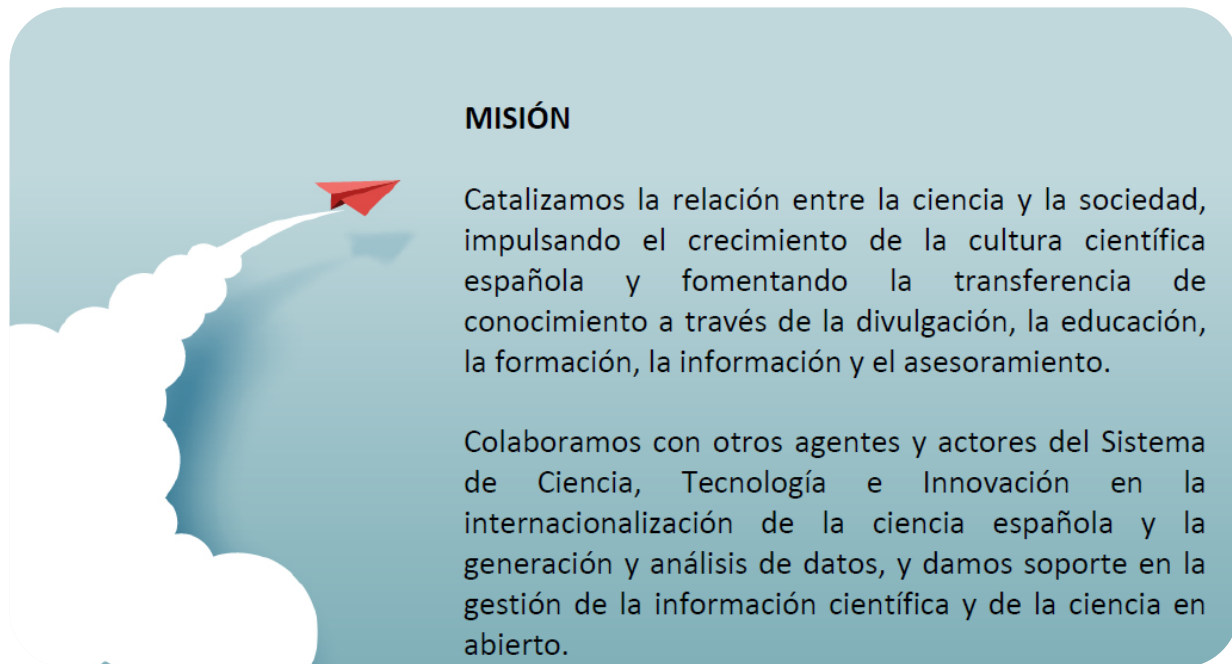 MISIÓN
Catalizamos la relación entre la ciencia y la sociedad,
impulsando el crecimiento de la cultura científica
española y fomentando la transferencia de
conocimiento a través de la divulgación, la educación,
la formación, la información y el asesoramiento.
Colaboramos con otros agentes y actores del Sistema
de Ciencia, Tecnología e Innovación en la
internacionalización de la ciencia española y la
generación y análisis de datos, y damos soporte en la
gestión de la información científica y de la ciencia en
abierto.